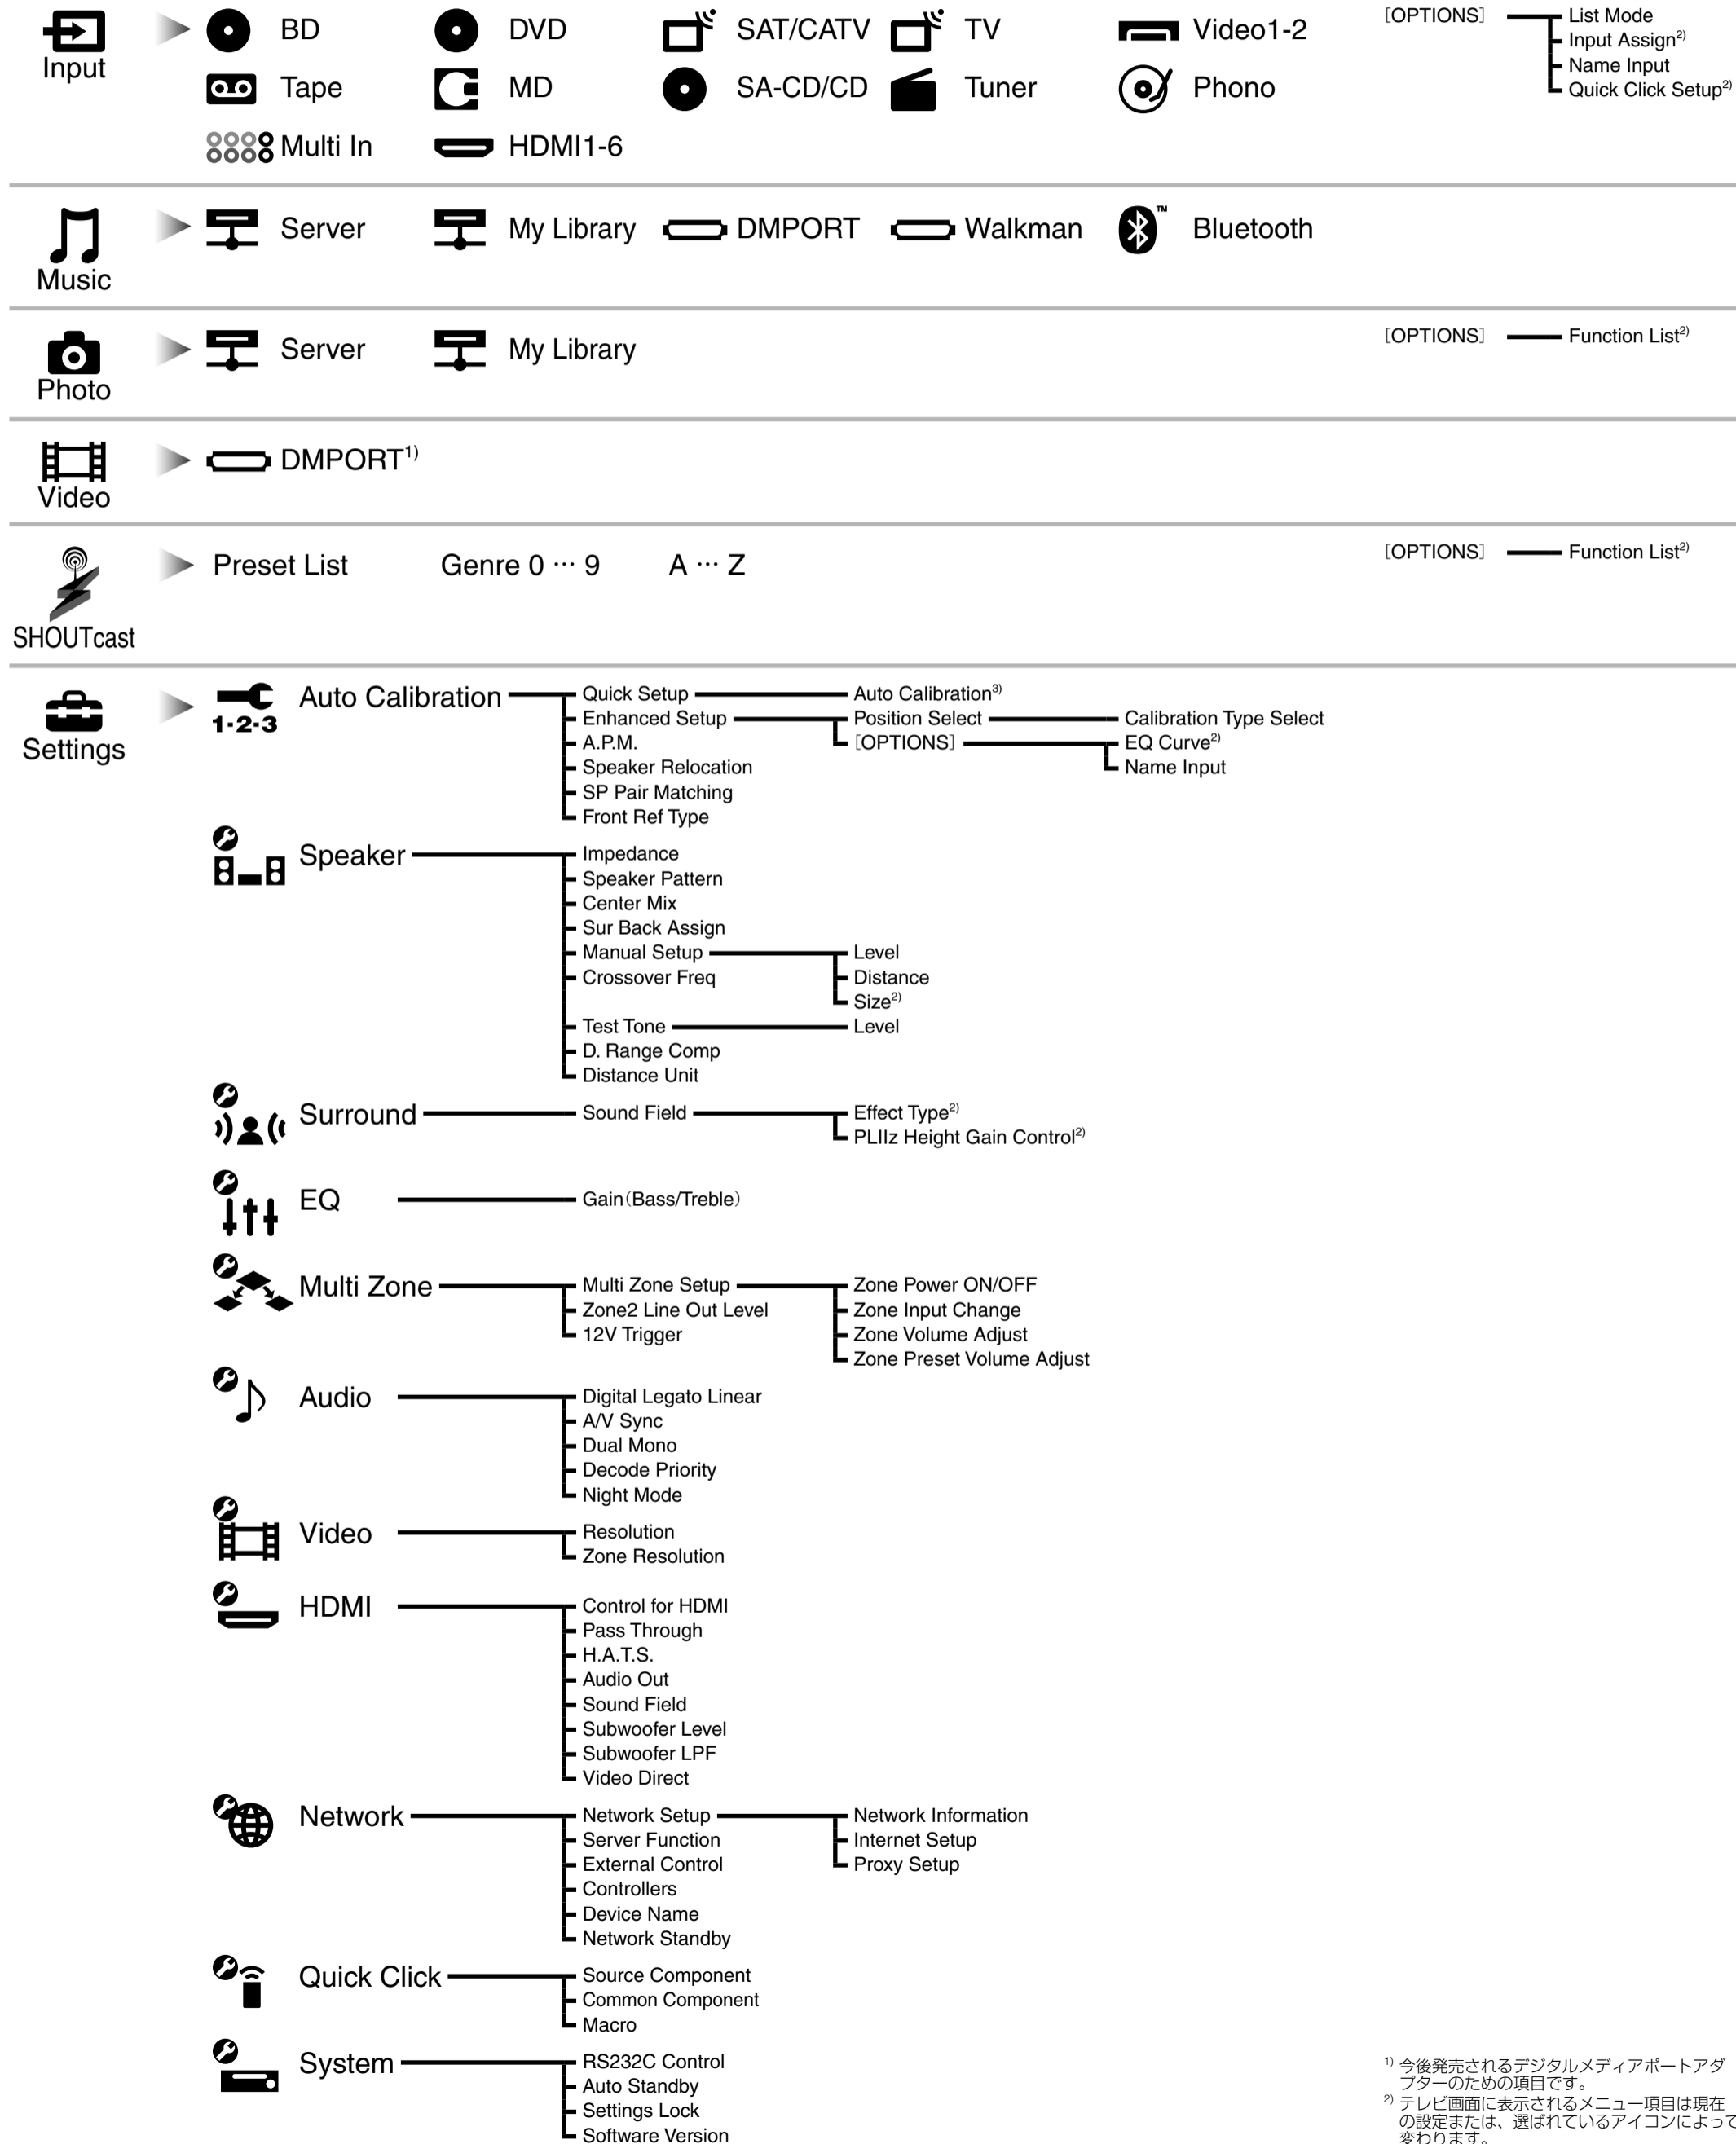 Input
BD DVD SAT/CATV TV Video1-2
Tape MD SA-CD/CD Tuner Phono
Multi In HDMI1-6
[OPTIONS] List Mode
Input Assign2)
Name Input
Quick Click Setup2)
Music
Server My Library DMPORT Walkman Bluetooth
TM
Photo
Server My Library
[OPTIONS] Function List2)
Video
DMPORT1)
SHOUTcast
Preset List Genre 0 ··· 9 A ··· Z
[OPTIONS] Function List2)
Settings
1·2·3
Auto Calibration Quick Setup Auto Calibration3)
Enhanced Setup Position Select Calibration Type Select
A.P.M. [OPTIONS] EQ Curve2)
Speaker Relocation Name Input
SP Pair Matching
Front Ref Type
Speaker Impedance
Speaker Pattern
Center Mix
Sur Back Assign
Manual Setup Level
Crossover Freq Distance
Size2)
Test Tone Level
D. Range Comp
Distance Unit
Surround Sound Field Effect Type2)
PLIIz Height Gain Control2)
EQ Gain(Bass/Treble)
Multi Zone Multi Zone Setup Zone Power ON/OFF
Zone2 Line Out Level Zone Input Change
12V Trigger Zone Volume Adjust
Zone Preset Volume Adjust
Audio Digital Legato Linear
A/V Sync
Dual Mono
Decode Priority
Night Mode
Video Resolution
Zone Resolution
HDMI Control for HDMI
Pass Through
H.A.T.S.
Audio Out
Sound Field
Subwoofer Level
Subwoofer LPF
Video Direct
Network Network Setup Network Information
Server Function Internet Setup
External Control Proxy Setup
Controllers
Device Name
Network Standby
Quick Click Source Component
Common Component
Macro
System RS232C Control
Auto Standby
Settings Lock
Software Version
1) 今後発売されるデジタルメディアポートアダ
プターのための項目です。
2) テレビ画面に表示されるメニュー項目は現在
の設定または、選ばれているアイコンによって
変わります。